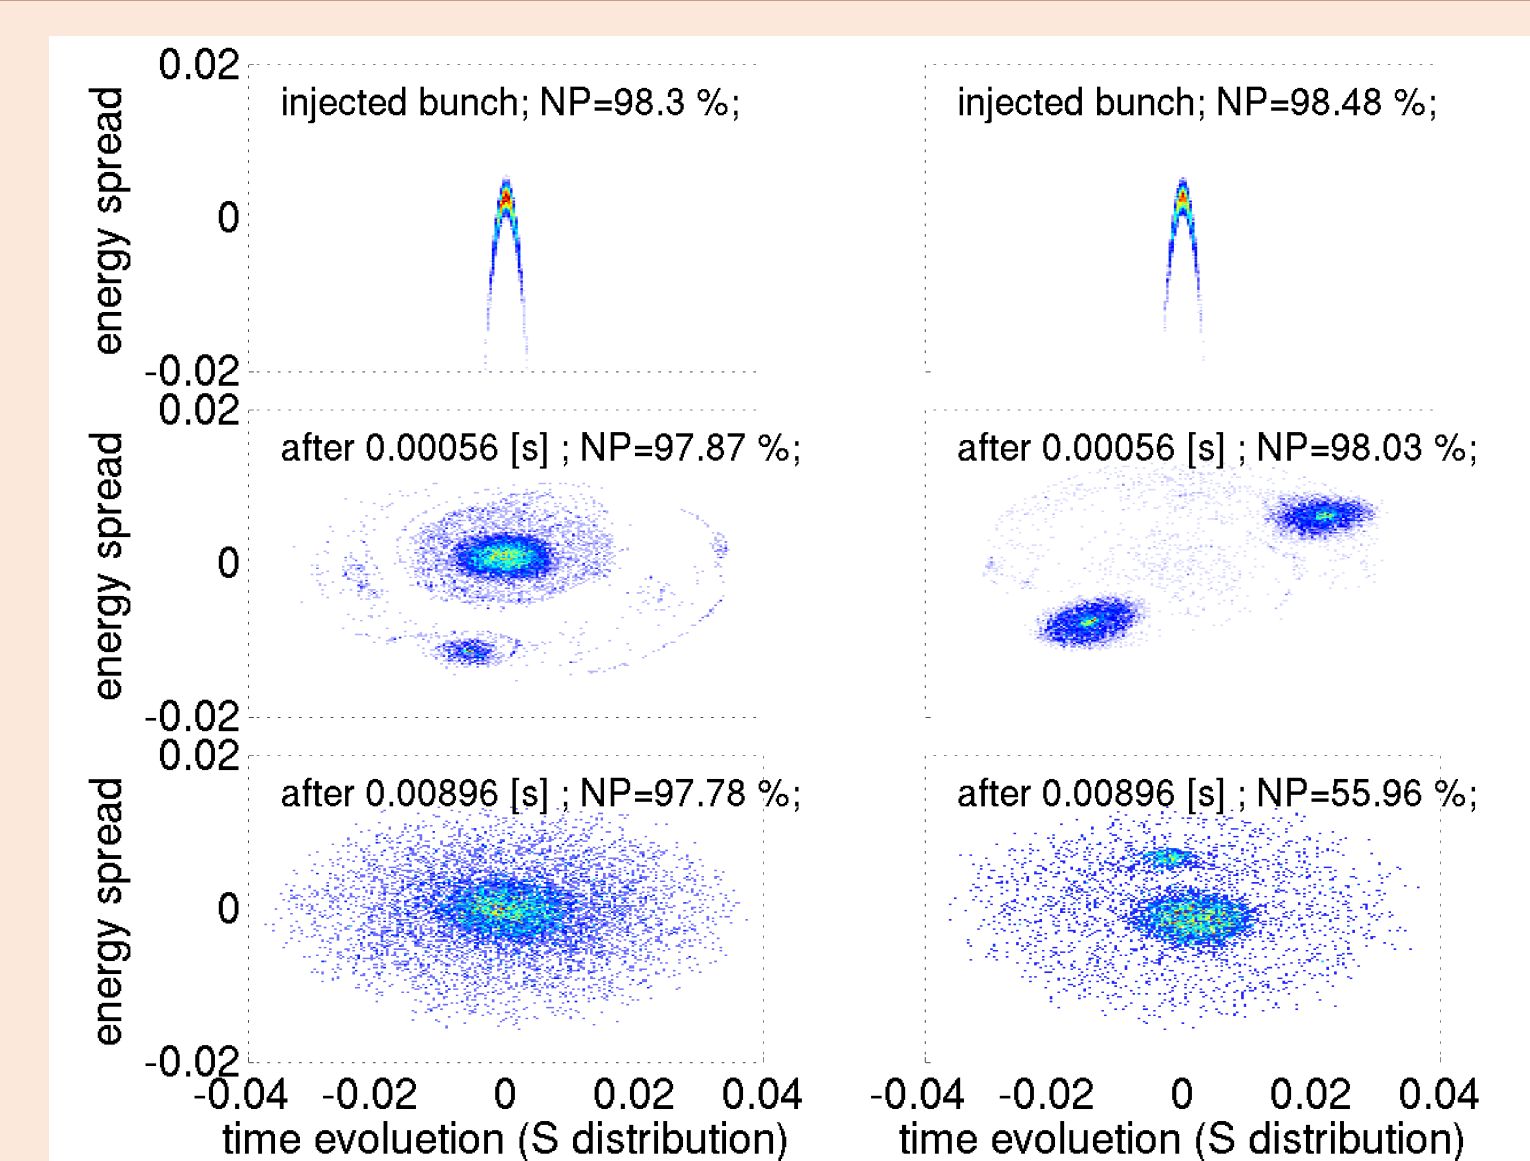 0.02
injected bunch; NP=98.3 %;
injected bunch; NP=98.48 %;
energy spread
0
-0.02
0.02
after 0.00056 [s] ; NP=97.87 %;
after 0.00056 [s] ; NP=98.03 %;
energy spread
0
-0.02
0.02
after 0.00896 [s] ; NP=97.78 %;
after 0.00896 [s] ; NP=55.96 %;
energy spread
0
-0.02
-0.04 -0.02 0 0.02 0.04
-0.04 -0.02 0 0.02 0.04
time evoluetion (S distribution)
time evoluetion (S distribution)